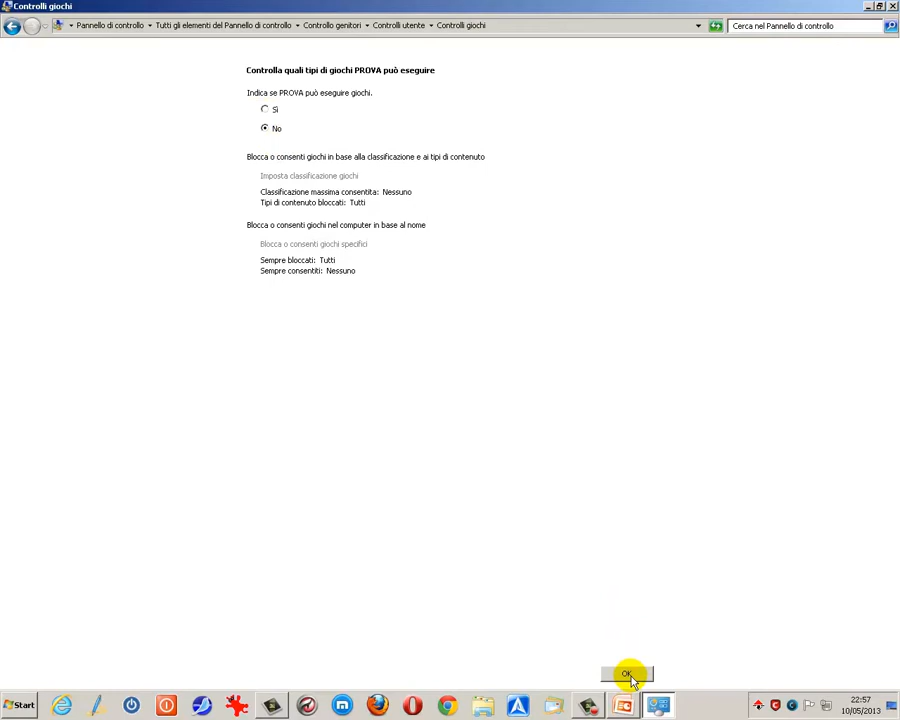 Controlli giochi
Pannello di controllo Tutti gli elementi del Pannello di controllo Controllo genitori Controlli utente Controlli giochi
Cerca nel Pannello di controllo
Controlla quali tipi di giochi PROVA può eseguire
Indica se PROVA può eseguire giochi.
Sì
No
Blocca o consenti giochi in base alla classificazione e ai tipi di contenuto
Imposta classificazione giochi
Classificazione massima consentita: Nessuno
Tipi di contenuto bloccati: Tutti
Blocca o consenti giochi nel computer in base al nome
Blocca o consenti giochi specifici
Sempre bloccati: Tutti
Sempre consentiti: Nessuno
OK
Start
22:57
10/05/2013